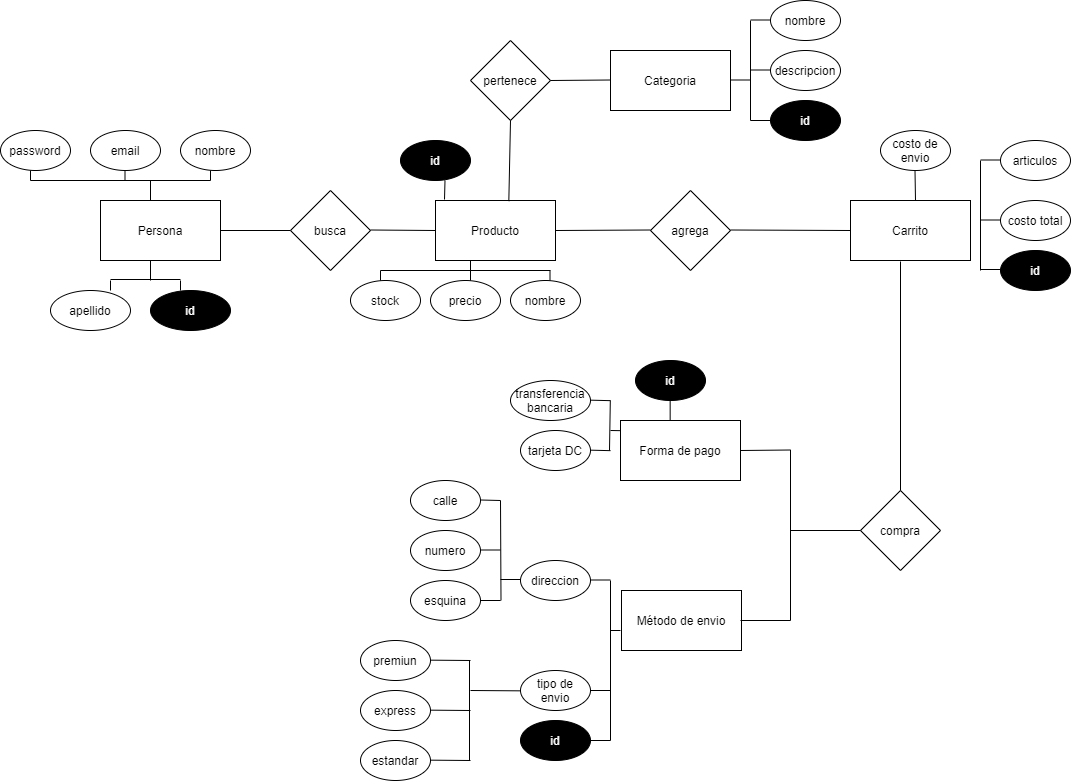 nombre
pertenece
Categoria
descripcion
id
password
email
nombre
id
costo de
envio
articulos
Persona
busca
Producto
agrega
Carrito
costo total
id
apellido
id
stock
precio
nombre
id
transferencia
bancaria
tarjeta DC
Forma de pago
calle
numero
esquina
direccion
compra
Método de envio
premiun
tipo de
envio
express
id
estandar